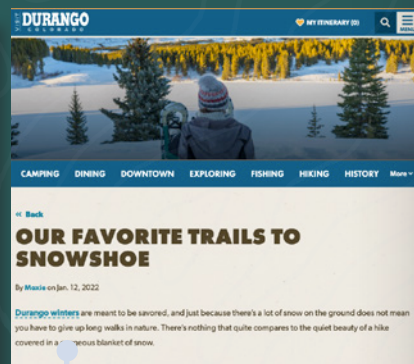 VISIT DURANGO
COLORADO
MY ITINERARY (0)
MENU
CAMPING DINING DOWNTOWN EXPLORING FISHING HIKING HISTORY More
« Back
OUR FAVORITE TRAILS TO
SNOWSHOE
By Maxie on Jan. 12, 2022
Durango winters are meant to be savored, and just because there's a lot of snow on the ground does not mean
you have to give up long walks in nature. There's nothing that quite compares to the quiet beauty of a hike
covered in a blanket of snow.